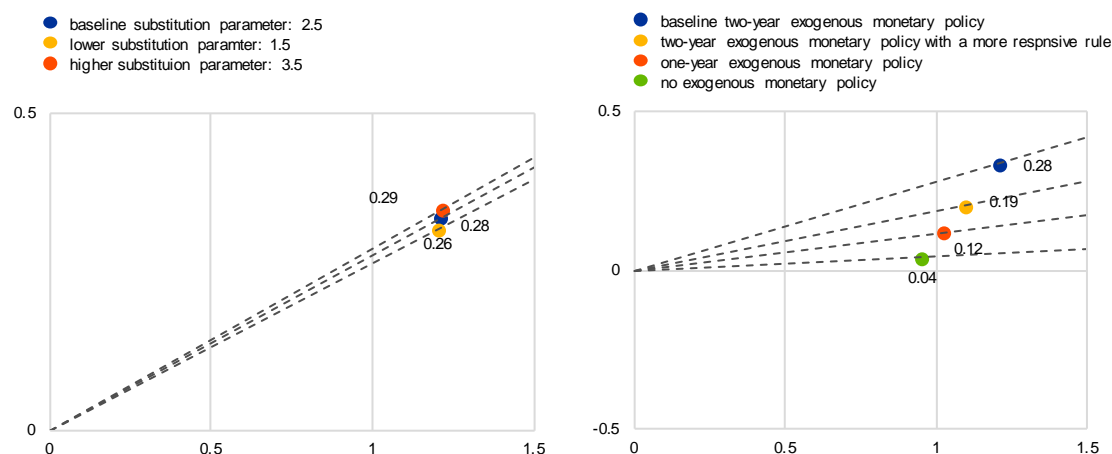 baseline substitution parameter: 2.5
lower substitution paramter: 1.5
higher substituion parameter: 3.5
0.5
0.29
0.28
0.26
0
0
0.5
1
1.5
baseline two-year exogenous monetary policy
two-year exogenous monetary policy with a more respnsive rule
one-year exogenous monetary policy
no exogenous monetary policy
0.5
0.28
0.19
0.12
0
0.04
-0.5
0
0.5
1
1.5